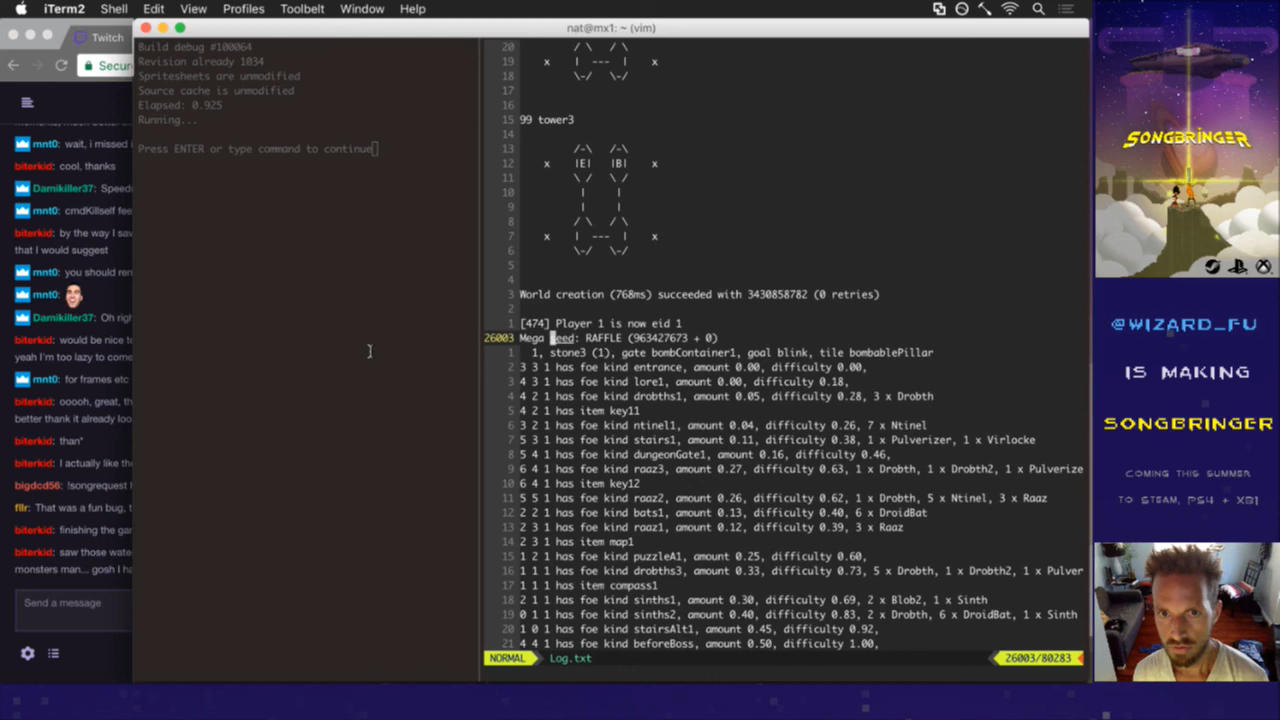 iTerm2 Shell Edit View Profiles Toolbelt Window Help
nat@mx1: ~ (vim)
Twitch
Secur
wait, i missed i
mnt0: wait, i missed i
biterkid: cool, thanks
Damikiller37: Speed
mnt0: cmdKillself fee
biterkid: by the way I saw
that I would suggest
mnt0: you should ren
mnt0:
Damikiller37: Oh righ
would be nice to
yeah I'm too lazy to come
mnt0: for frames etc
biterkid: ooooh, great, th
better thank it already loo
biterkid: than*
biterkid: I actually like the
bigdcd56: !songrequest h
fllr: That was a fun bug, t
biterkid: finishing the gar
biterkid: saw those wate
monsters man... gosh I h
Send a message
Build debug #100064
Revision already 1034
Spritesheets are unmodified
Source cache is unmodified
Elapsed: 0.925
Running...
Press ENTER or type command to continue
20 / \ / \
19 x | --- | x
18 \-/ \-/
17
16
15 99 tower3
14
13 /-\ /-\
12 x |E| |B| x
11 \ / \ /
10 | |
9 | |
8 / \ / \
7 x | --- | x
6 \-/ \-/
5
4
3 World creation (768ms) succeeded with 3430858782 (0 retries)
2
1 [474] Player 1 is now eid 1
26003 Mega Seed: RAFFLE (963427673 + 0)
1 1, stone3 (1), gate bombContainer1, goal blink, tile bombablePillar
2 3 3 1 has foe kind entrance, amount 0.00, difficulty 0.00,
3 4 3 1 has foe kind lore1, amount 0.00, difficulty 0.18,
4 4 2 1 has foe kind drobths1, amount 0.05, difficulty 0.28, 3 x Drobth
5 4 2 1 has item key11
6 3 2 1 has foe kind ntinel1, amount 0.04, difficulty 0.26, 7 x Ntinel
7 5 3 1 has foe kind stairs1, amount 0.11, difficulty 0.38, 1 x Pulverizer, 1 x Virlocke
8 5 4 1 has foe kind dungeonGate1, amount 0.16, difficulty 0.46,
9 6 4 1 has foe kind raaz3, amount 0.27, difficulty 0.63, 1 x Drobth, 1 x Drobth2, 1 x Pulverize
10 6 4 1 has item key12
11 5 5 1 has foe kind raaz2, amount 0.26, difficulty 0.62, 1 x Drobth, 5 x Ntinel, 3 x Raaz
12 2 2 1 has foe kind bats1, amount 0.13, difficulty 0.40, 6 x DroidBat
13 2 3 1 has foe kind raaz1, amount 0.12, difficulty 0.39, 3 x Raaz
14 2 3 1 has item map1
15 1 2 1 has foe kind puzzleA1, amount 0.25, difficulty 0.60,
16 1 1 1 has foe kind drobths3, amount 0.33, difficulty 0.73, 5 x Drobth, 1 x Drobth2, 1 x Pulver
17 1 1 1 has item compass1
18 2 1 1 has foe kind sinths1, amount 0.30, difficulty 0.69, 2 x Blob2, 1 x Sinth
19 0 1 1 has foe kind sinths2, amount 0.40, difficulty 0.83, 2 x Drobth, 6 x DroidBat, 1 x Sinth
20 1 0 1 has foe kind stairsAlt1, amount 0.45, difficulty 0.92,
21 4 4 1 has foe kind beforeBoss, amount 0.50, difficulty 1.00,
NORMAL Log.txt 26003/80283
SONGBRINGER
@WIZARD_FU
IS MAKING
SONGBRINGER
COMING THIS SUMMER
TO STEAM, PS4 + XB1